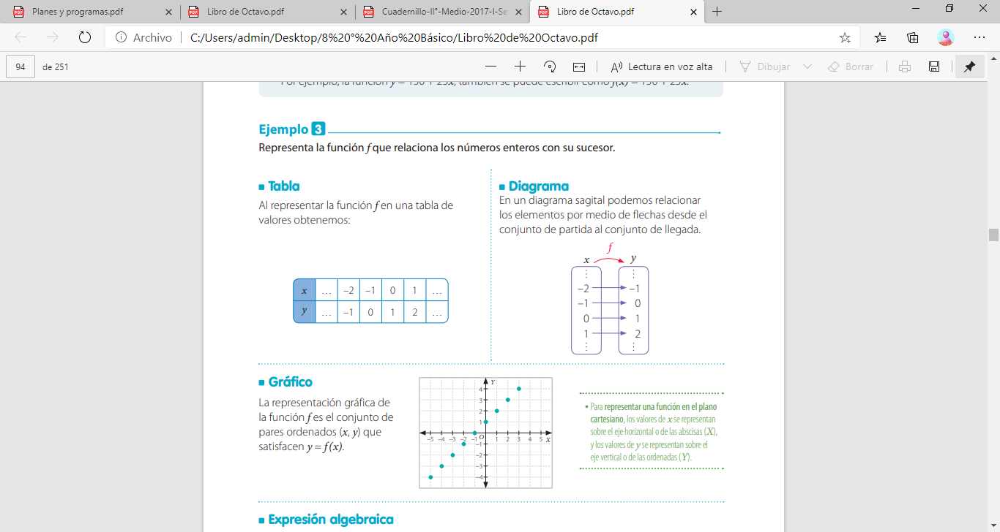 Planes y programas.pdf
Libro de Octavo.pdf
Cuadernillo-II°-Medio-2017-I-Se
Libro de Octavo.pdf
Archivo
C:/Users/admin/Desktop/8%20°%20Año%20Básico/Libro%20de%20Octavo.pdf
94 de 251
Lectura en voz alta
Dibujar
Borrar
Por ejemplo, la función y = 150 + 25x, también se puede escribir como f(x) = 150 + 25x.
Ejemplo 3
Representa la función f que relaciona los números enteros con su sucesor.
Tabla
Al representar la función f en una tabla de
valores obtenemos:
x … –2 –1 0 1 …
y … –1 0 1 2 …
Diagrama
En un diagrama sagital podemos relacionar
los elementos por medio de flechas desde el
conjunto de partida al conjunto de llegada.
f
x y
⋮ ⋮
–2 –1
–1 0
0 1
1 2
⋮ ⋮
Gráfico
La representación gráfica de
la función f es el conjunto de
pares ordenados (x, y) que
satisfacen y = f(x).
Y
4
3
2
1
O
–5 –4 –3 –2 –1 1 2 3 4 5 X
–1
–2
–3
–4
• Para representar una función en el plano
cartesiano, los valores de x se representan
sobre el eje horizontal o de las abscisas (X),
y los valores de y se representan sobre el
eje vertical o de las ordenadas (Y).
Expresión algebraica